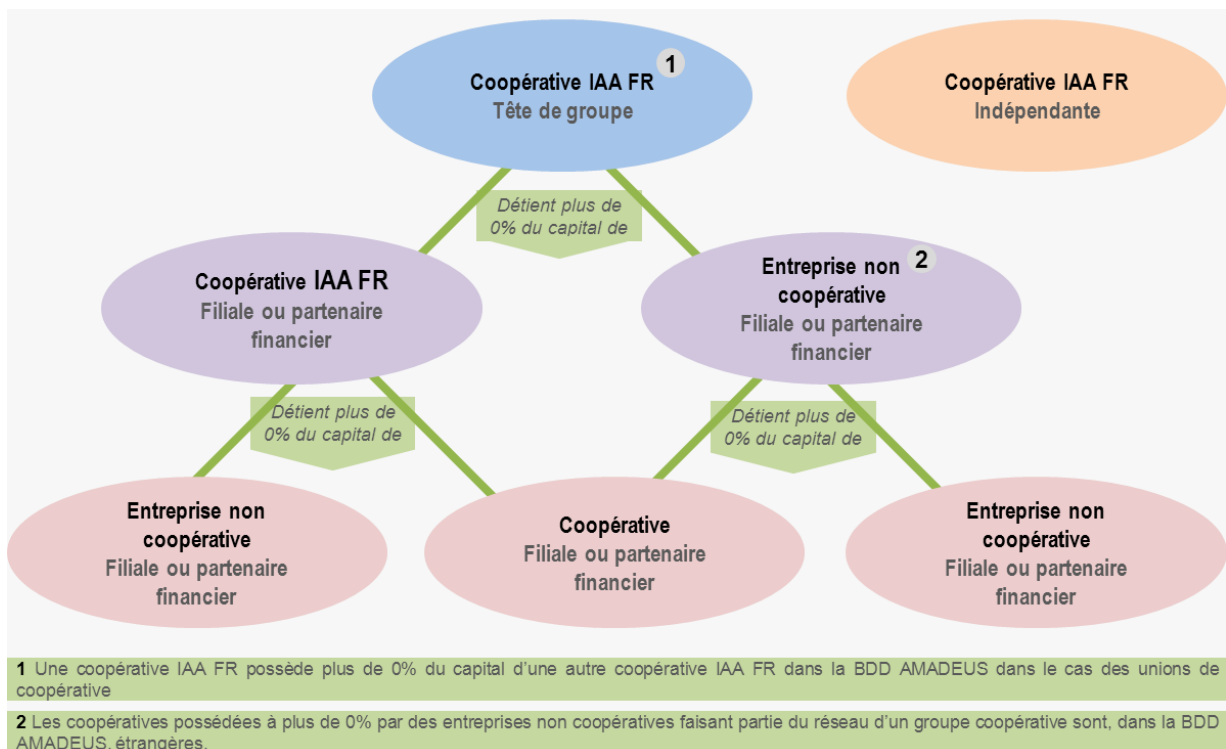 Coopérative IAA FR 1
Tête de groupe
Coopérative IAA FR
Indépendante
Détient plus de
0% du capital de
Coopérative IAA FR
Filiale ou partenaire
financier
Entreprise non 2
coopérative
Filiale ou partenaire
financier
Détient plus de
0% du capital de
Détient plus de
0% du capital de
Entreprise non
coopérative
Filiale ou partenaire
financier
Coopérative
Filiale ou partenaire
financier
Entreprise non
coopérative
Filiale ou partenaire
financier
1 Une coopérative IAA FR possède plus de 0% du capital d’une autre coopérative IAA FR dans la BDD AMADEUS dans le cas des unions de
coopérative
2 Les coopératives possédées à plus de 0% par des entreprises non coopératives faisant partie du réseau d’un groupe coopérative sont, dans la BDD
AMADEUS, étrangères.